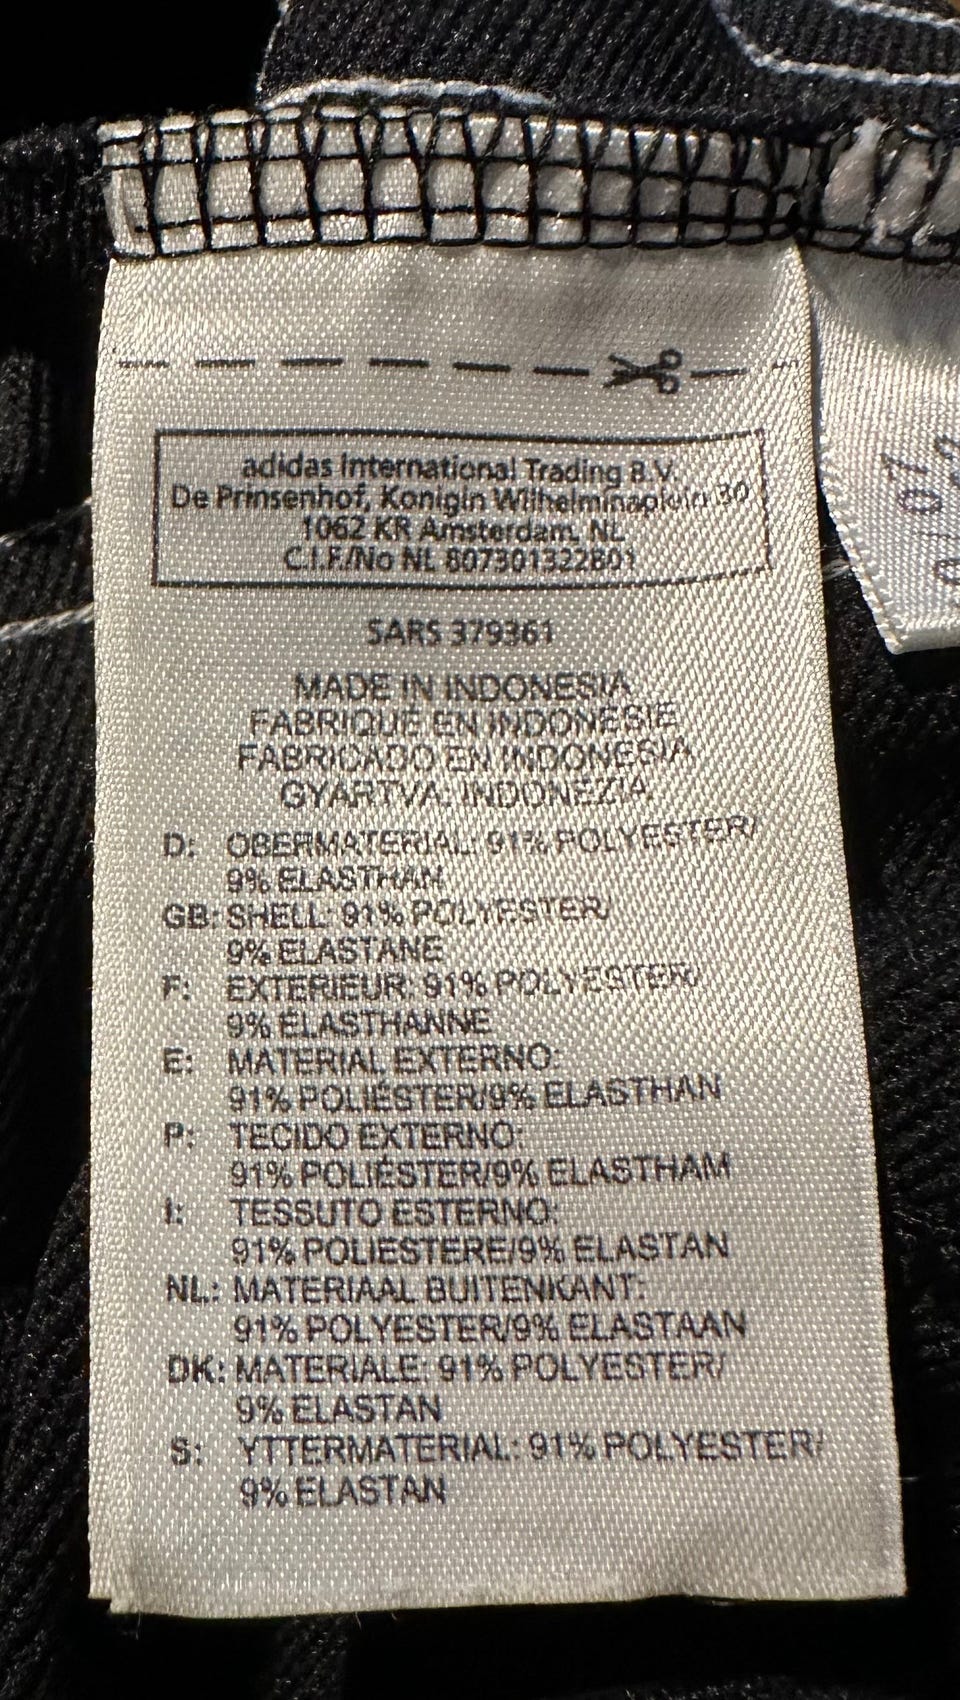 adidas International Trading B.V.
De Prinsenhof, Konigin Wilhelminaplein 30
1062 KR Amsterdam, NL
C.I.F./No NL 807301322B01
SARS 379361
MADE IN INDONESIA
FABRIQUÉ EN INDONÉSIE
FABRICADO EN INDONESIA
GYÁRTVA: INDONÉZIA
D: OBERMATERIAL: 91% POLYESTER/
9% ELASTHAN
GB: SHELL: 91% POLYESTER/
9% ELASTANE
F: EXTÉRIEUR: 91% POLYESTER/
9% ÉLASTHANNE
E: MATERIAL EXTERNO:
91% POLIÉSTER/9% ELASTHAN
P: TECIDO EXTERNO:
91% POLIÉSTER/9% ELASTHAM
I: TESSUTO ESTERNO:
91% POLIESTERE/9% ELASTAN
NL: MATERIAAL BUITENKANT:
91% POLYESTER/9% ELASTAAN
DK: MATERIALE: 91% POLYESTER/
9% ELASTAN
S: YTTERMATERIAL: 91% POLYESTER/
9% ELASTAN